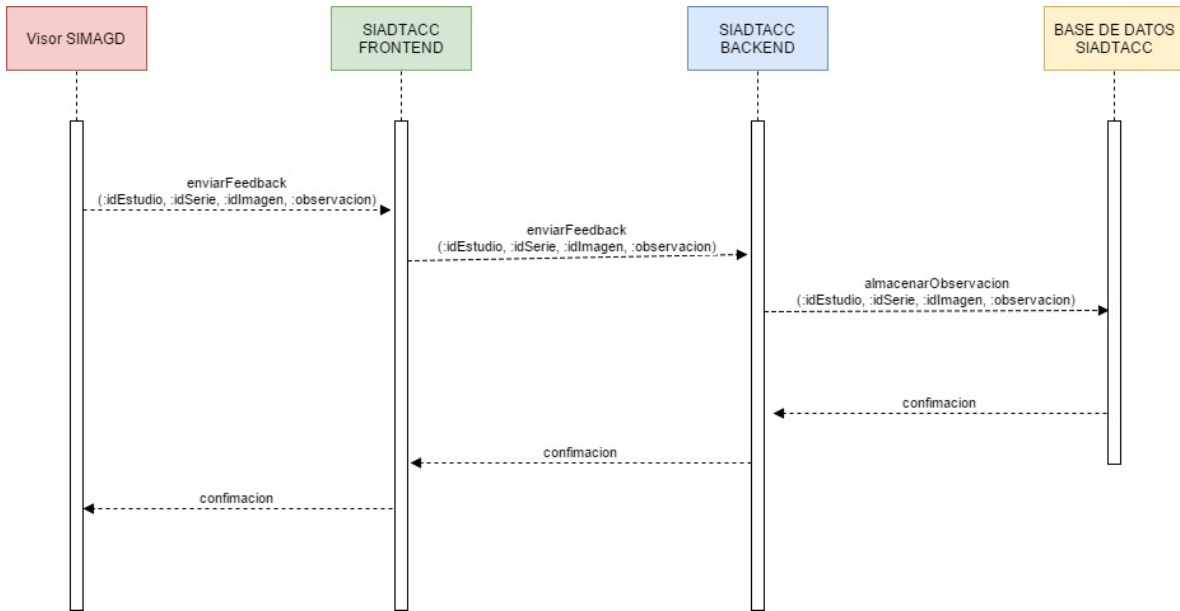 Visor SIMAGD
SIADTACC
FRONTEND
SIADTACC
BACKEND
BASE DE DATOS
SIADTACC
enviarFeedback
(:idEstudio, :idSerie, :idImagen, :observacion)
enviarFeedback
(:idEstudio, :idSerie, :idImagen, :observacion)
almacenarObservacion
(:idEstudio, :idSerie, :idImagen, :observacion)
confimacion
confimacion
confimacion